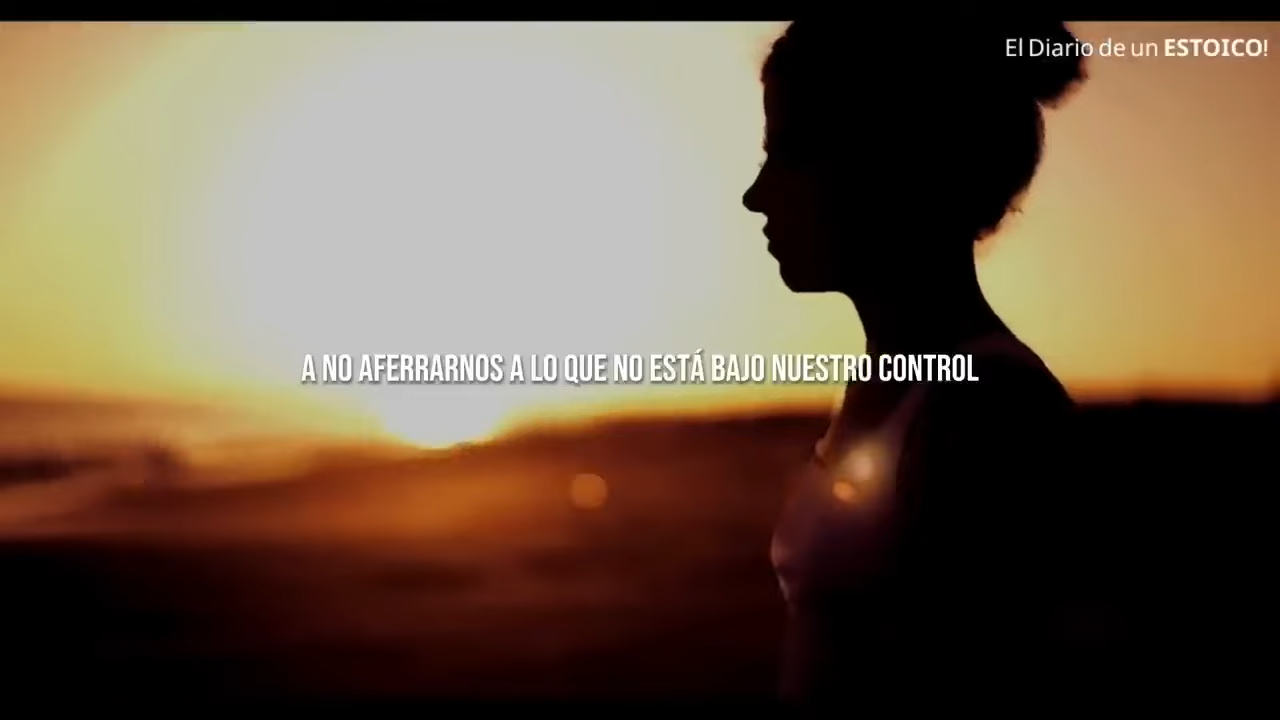 El Diario de un ESTOICO!
A NO AFERRARNOS A LO QUE NO ESTÁ BAJO NUESTRO CONTROL